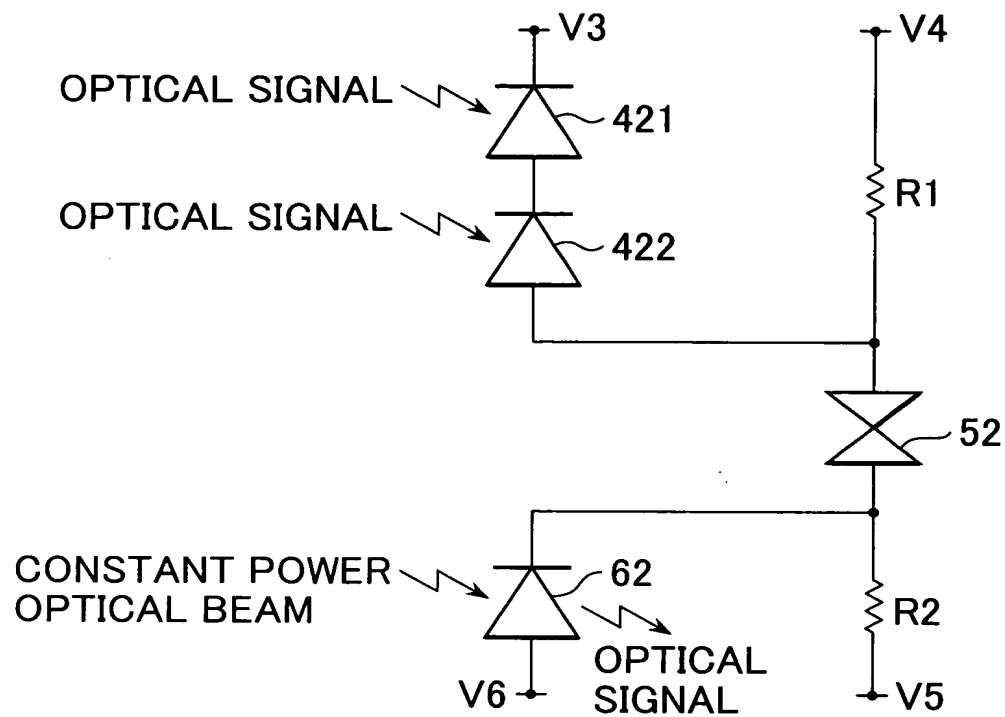 V3
V4
OPTICAL SIGNAL
421
R1
OPTICAL SIGNAL
422
52
CONSTANT POWER
OPTICAL BEAM
62
R2
OPTICAL
SIGNAL
V6
V5